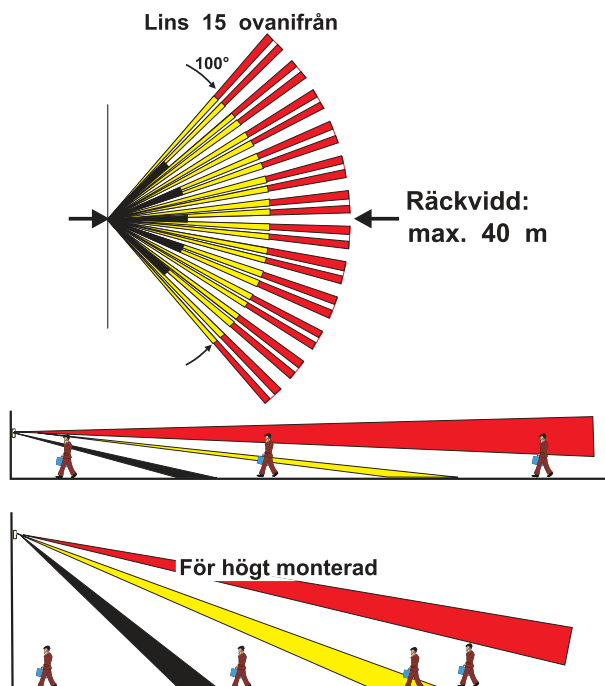 Lins 15 ovanifrån
100°
Räckvidd:
max. 40 m
För högt monterad